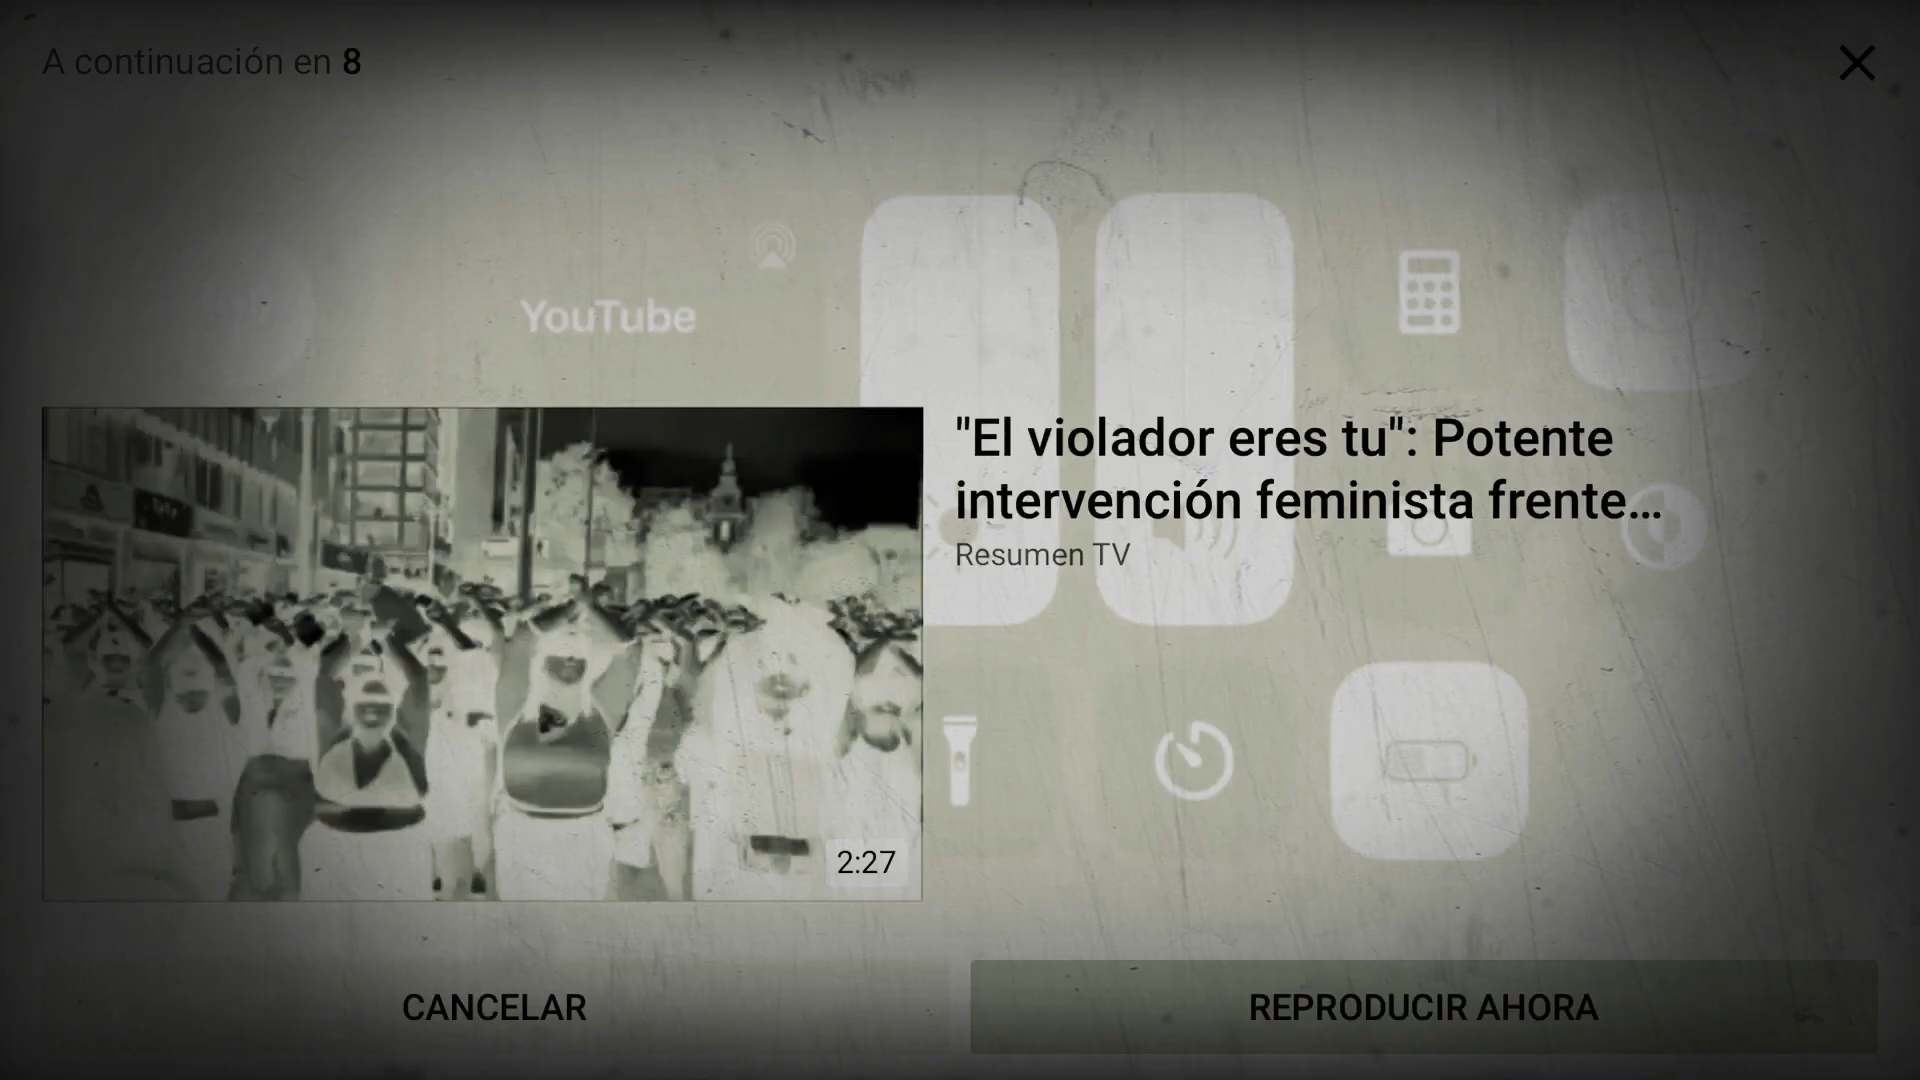 A continuación en 8
YouTube
"El violador eres tu": Potente
intervención feminista frente...
Resumen TV
2:27
CANCELAR
REPRODUCIR AHORA